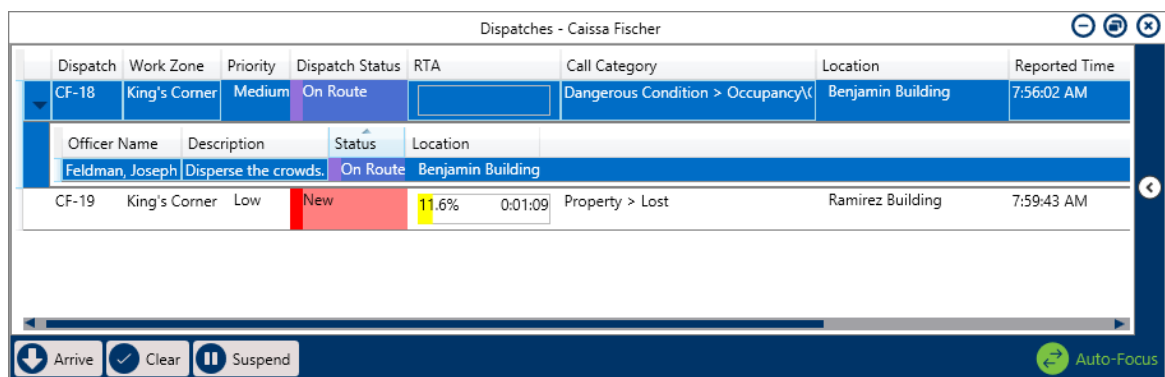 Dispatches - Caissa Fischer
Dispatch Work Zone Priority Dispatch Status RTA Call Category Location Reported Time
CF-18 King's Corner Medium On Route Dangerous Condition > Occupancy\( Benjamin Building 7:56:02 AM
Officer Name Description Status Location
Feldman, Joseph Disperse the crowds. On Route Benjamin Building
CF-19 King's Corner Low New 11.6% 0:01:09 Property > Lost Ramirez Building 7:59:43 AM
Arrive Clear Suspend Auto-Focus